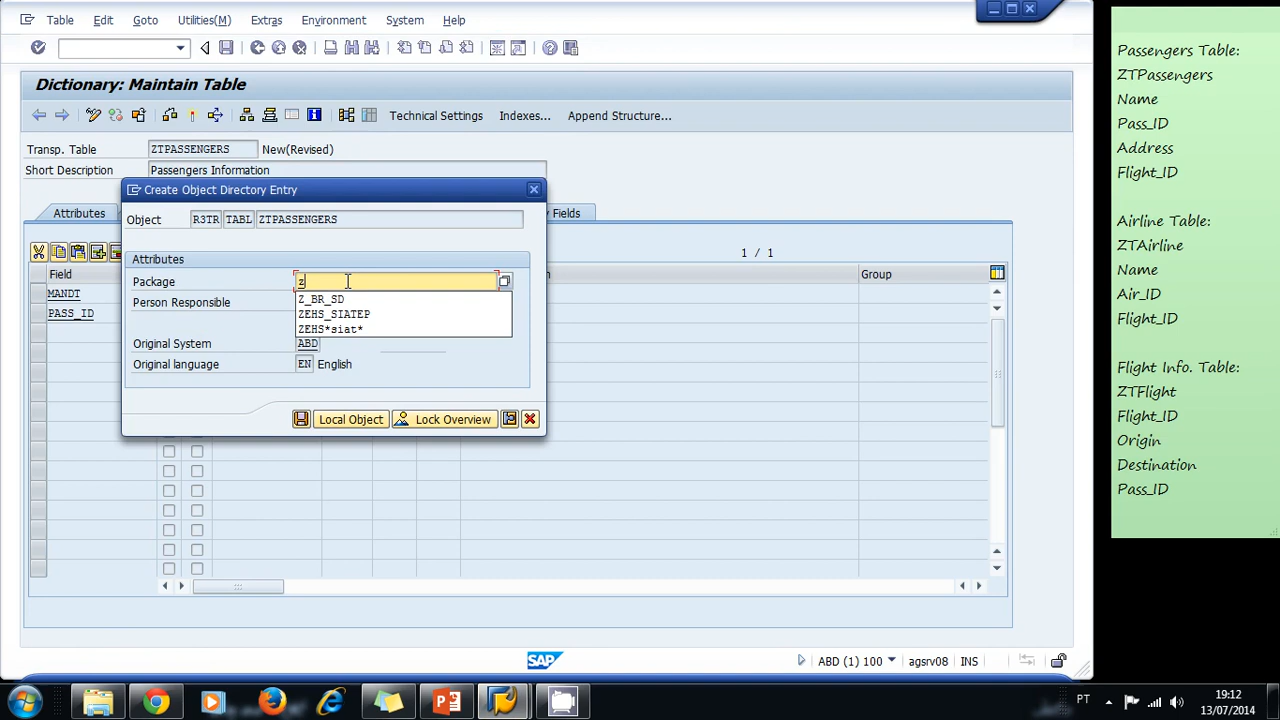 Table Edit Goto Utilities(M) Extras Environment System Help
Dictionary: Maintain Table
Technical Settings Indexes... Append Structure...
Transp. Table ZTPASSENGERS New(Revised)
Short Description Passengers Information
Attributes y Fields
1 / 1
Field n Group
MANDT
PASS_ID
Create Object Directory Entry
Object R3TR TABL ZTPASSENGERS
Attributes
Package z
Z_BR_SD
ZEHS_SIATEP
ZEHS*siat*
Person Responsible
Original System ABD
Original language EN English
Local Object Lock Overview
SAP
ABD (1) 100 agsrv08 INS
PT 19:12
13/07/2014
Passengers Table:
ZTPassengers
Name
Pass_ID
Address
Flight_ID
Airline Table:
ZTAirline
Name
Air_ID
Flight_ID
Flight Info. Table:
ZTFlight
Flight_ID
Origin
Destination
Pass_ID